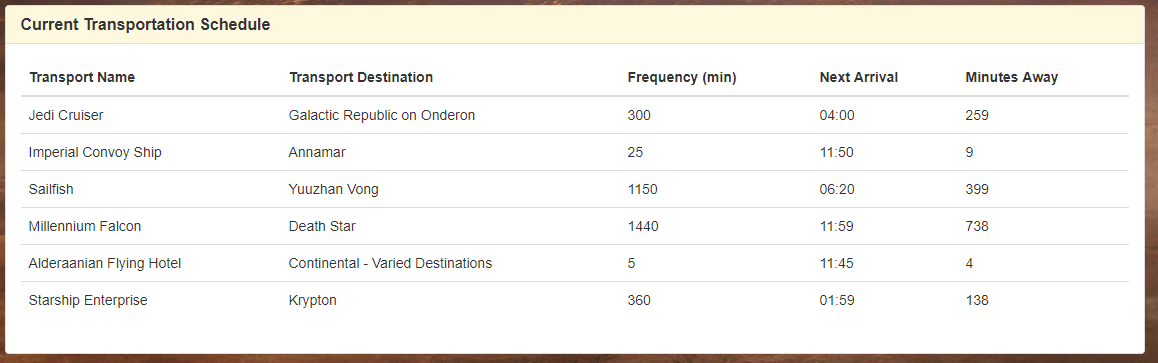 Current Transportation Schedule
Transport Name Transport Destination Frequency (min) Next Arrival Minutes Away
Jedi Cruiser Galactic Republic on Onderon 300 04:00 259
Imperial Convoy Ship Annamar 25 11:50 9
Sailfish Yuuzhan Vong 1150 06:20 399
Millennium Falcon Death Star 1440 11:59 738
Alderaanian Flying Hotel Continental - Varied Destinations 5 11:45 4
Starship Enterprise Krypton 360 01:59 138